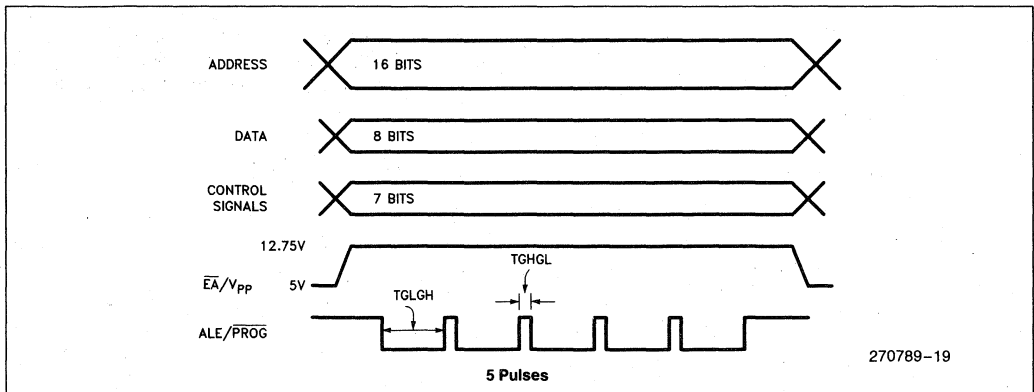 ADDRESS
16 BITS
DATA
8 BITS
CONTROL
SIGNALS
7 BITS
12.75V
EA/VPP 5V
TGHGL
TGLGH
ALE/PROG
270789-19
5 Pulses